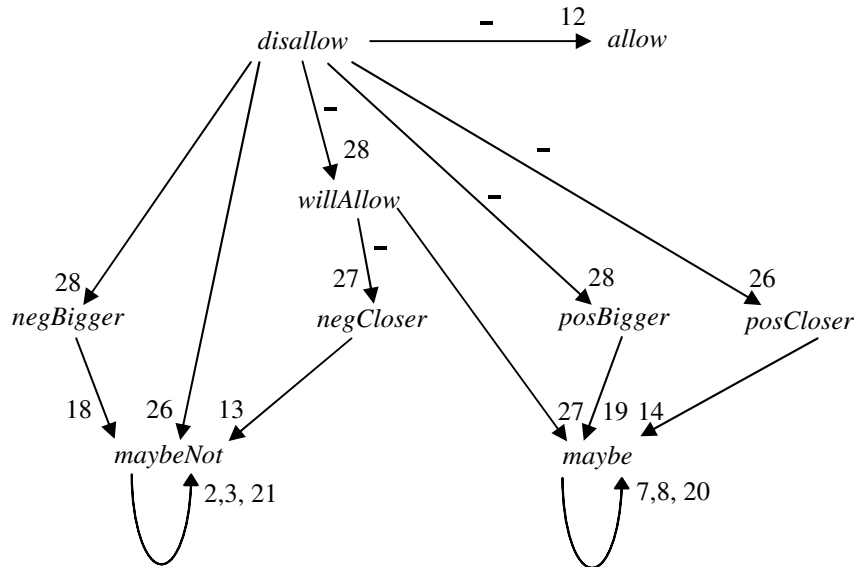 12
disallow – allow
–
28 –
willAllow –
–
28 27 28 26
negBigger negCloser posBigger posCloser
18 26 13 27 19 14
maybeNot maybe
2,3, 21 7,8, 20